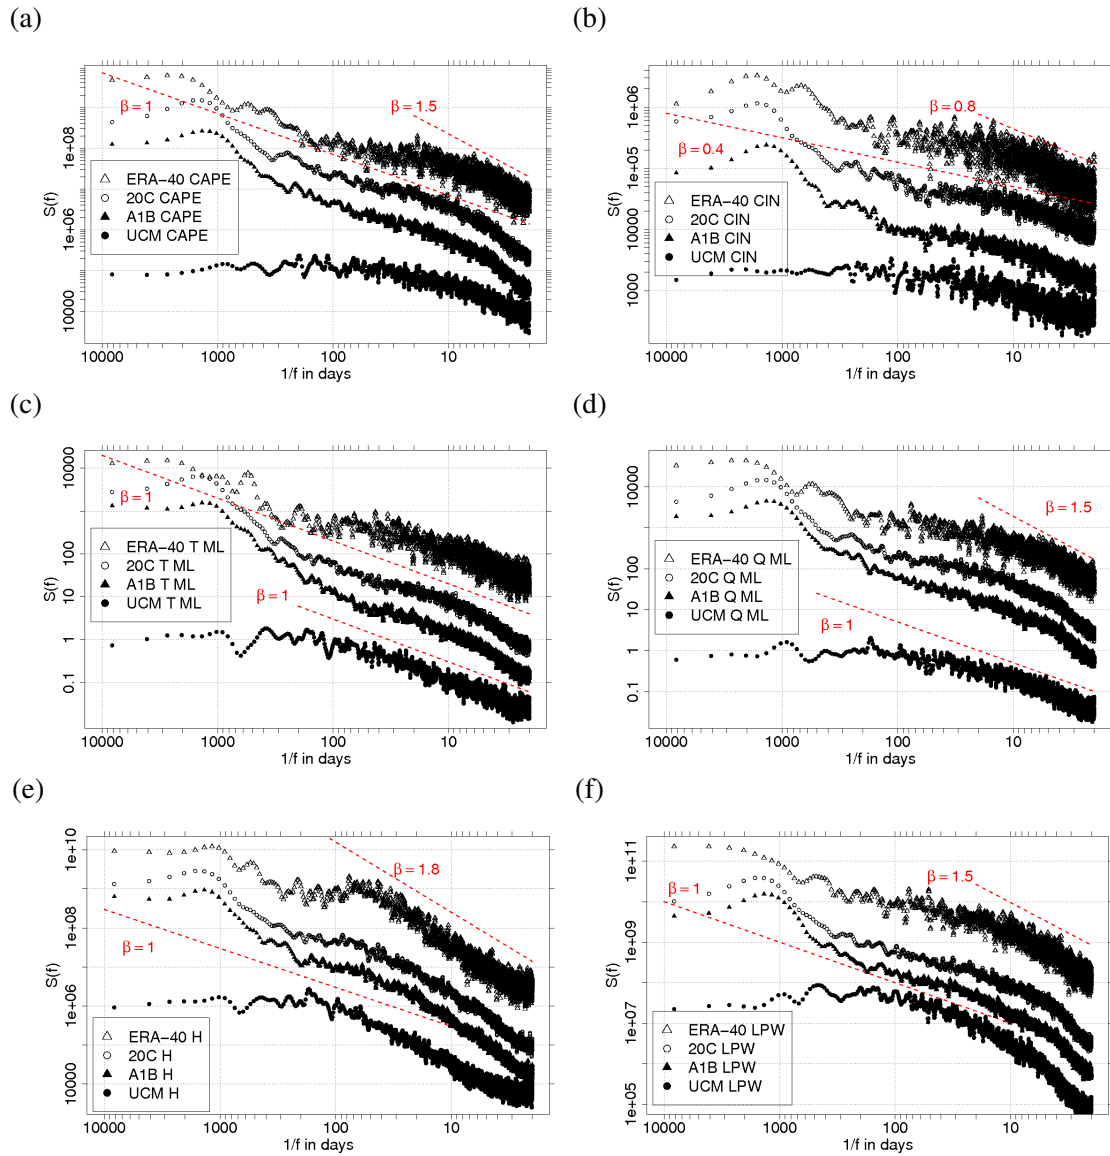 (a)
β = 1
β = 1.5
S(f)
1e+08
1e+06
10000
ERA−40 CAPE
20C CAPE
A1B CAPE
UCM CAPE
10000 1000 100 10
1/f in days
(b)
β = 0.8
β = 0.4
S(f)
1e+06
1e+05
10000
1000
ERA−40 CIN
20C CIN
A1B CIN
UCM CIN
10000 1000 100 10
1/f in days
(c)
β = 1
β = 1
S(f)
10000
100
10
1
0.1
ERA−40 T ML
20C T ML
A1B T ML
UCM T ML
10000 1000 100 10
1/f in days
(d)
β = 1.5
β = 1
S(f)
10000
100
10
1
0.1
ERA−40 Q ML
20C Q ML
A1B Q ML
UCM Q ML
10000 1000 100 10
1/f in days
(e)
β = 1.8
β = 1
S(f)
1e+10
1e+08
1e+06
10000
ERA−40 H
20C H
A1B H
UCM H
10000 1000 100 10
1/f in days
(f)
β = 1.5
β = 1
S(f)
1e+11
1e+09
1e+07
1e+05
ERA−40 LPW
20C LPW
A1B LPW
UCM LPW
10000 1000 100 10
1/f in days